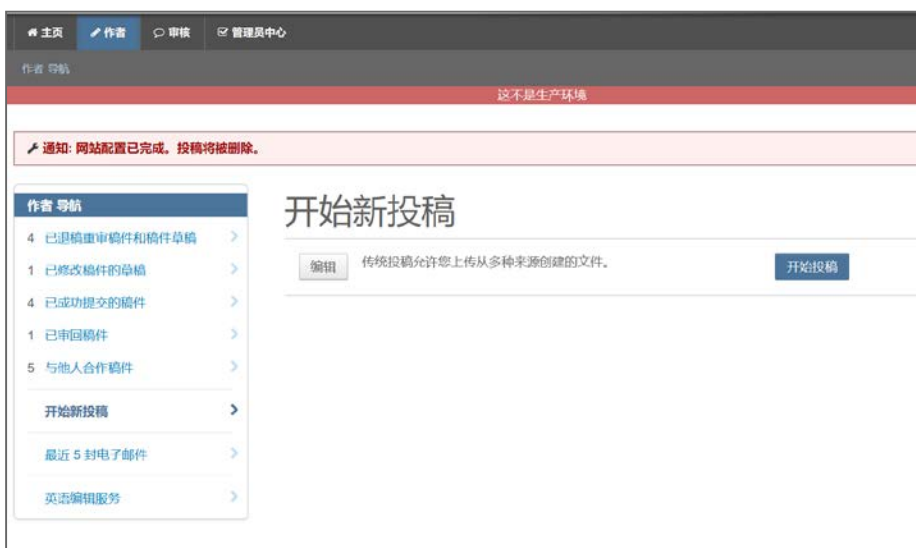 主页 作者 审核 管理员中心
作者 导航
这不是生产环境
通知: 网站配置已完成。投稿将被删除。
作者 导航
4 已退稿重审稿件和稿件草稿
1 已修改稿件的草稿
4 已成功提交的稿件
1 已审回稿件
5 与他人合作稿件
开始新投稿
最近 5 封电子邮件
英语编辑服务
开始新投稿
编辑 传统投稿允许您上传从多种来源创建的文件。 开始投稿